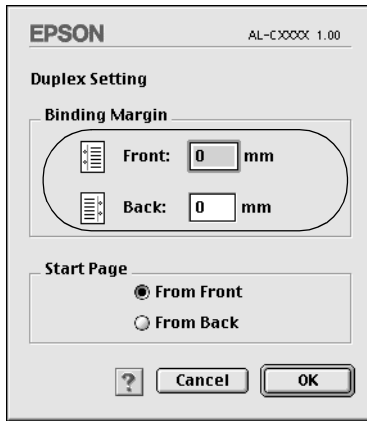 EPSON AL-CXXXX 1.00
Duplex Setting
Binding Margin
Front: 0 mm
Back: 0 mm
Start Page
From Front
From Back
? Cancel OK